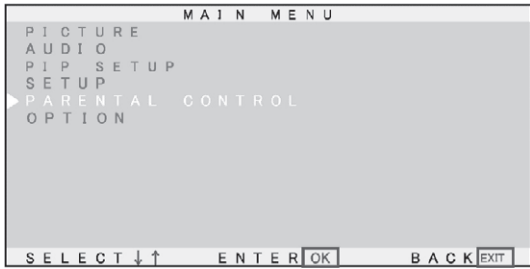 MAIN MENU
PICTURE
AUDIO
PIP SETUP
SETUP
PARENTAL CONTROL
OPTION
SELECT↓↑ ENTER OK BACK EXIT